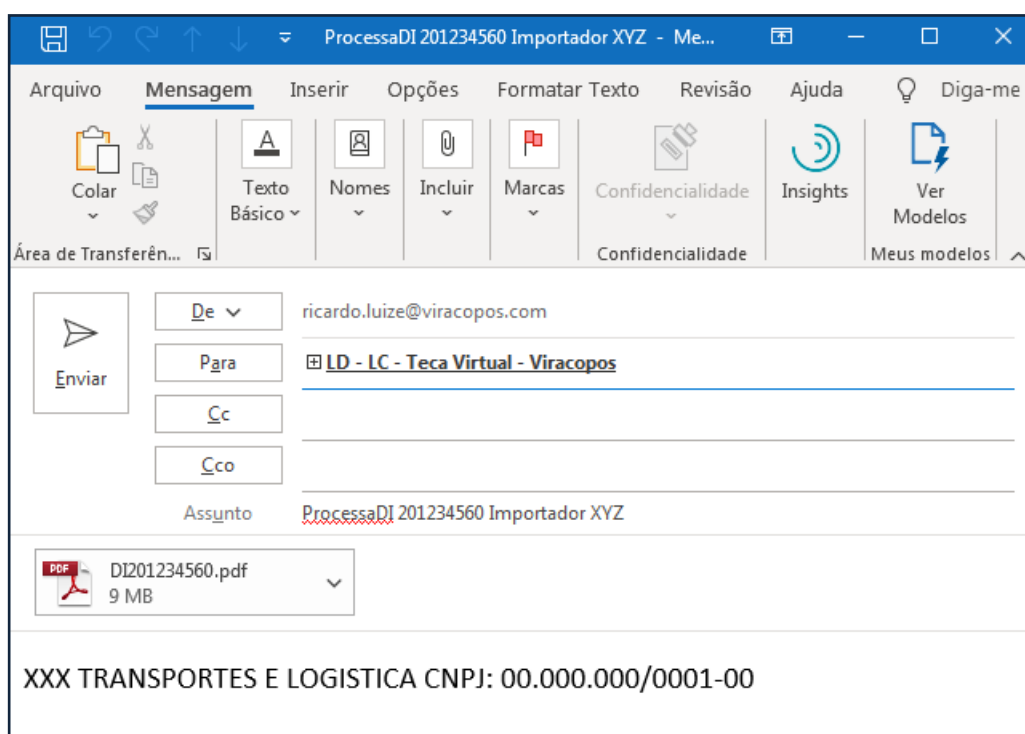 ProcessaDI 201234560 Importador XYZ - Me...
Arquivo Mensagem Inserir Opções Formatar Texto Revisão Ajuda Diga-me
Colar
Texto Básico
Nomes
Incluir
Marcas
Confidencialidade
Insights
Ver Modelos
Área de Transferên... Confidencialidade Meus modelos
Enviar
De ricardo.luize@viracopos.com
Para LD - LC - Teca Virtual - Viracopos
Cc
Cco
Assunto ProcessaDI 201234560 Importador XYZ
PDF
DI201234560.pdf
9 MB
XXX TRANSPORTES E LOGISTICA CNPJ: 00.000.000/0001-00